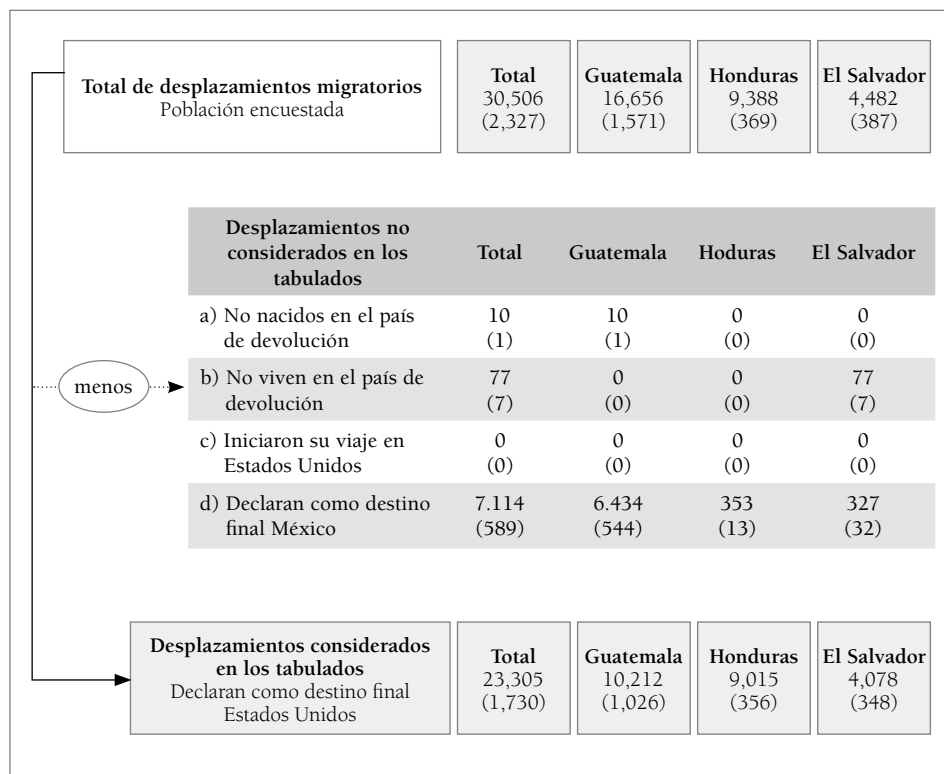 Total de desplazamientos migratorios
Población encuestada
Total Guatemala Honduras El Salvador
30,506 16,656 9,388 4,482
(2,327) (1,571) (369) (387)
Desplazamientos no
considerados en los
tabulados
Total Guatemala Hoduras El Salvador
a) No nacidos en el país 10 10 0 0
de devolución (1) (1) (0) (0)
menos
b) No viven en el país de 77 0 0 77
devolución (7) (0) (0) (7)
c) Iniciaron su viaje en 0 0 0 0
Estados Unidos (0) (0) (0) (0)
d) Declaran como destino 7.114 6.434 353 327
final México (589) (544) (13) (32)
Desplazamientos considerados
en los tabulados
Declaran como destino final
Estados Unidos
Total Guatemala Honduras El Salvador
23,305 10,212 9,015 4,078
(1,730) (1,026) (356) (348)